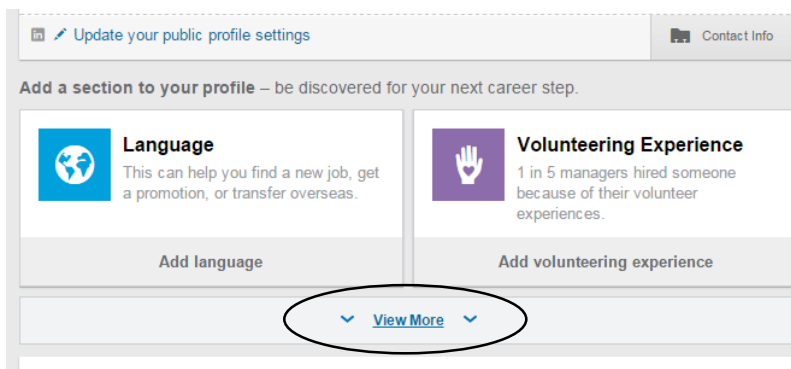 in Update your public profile settings
Contact Info
Add a section to your profile – be discovered for your next career step.
Language
This can help you find a new job, get
a promotion, or transfer overseas.
Add language
Volunteering Experience
1 in 5 managers hired someone
because of their volunteer
experiences.
Add volunteering experience
View More